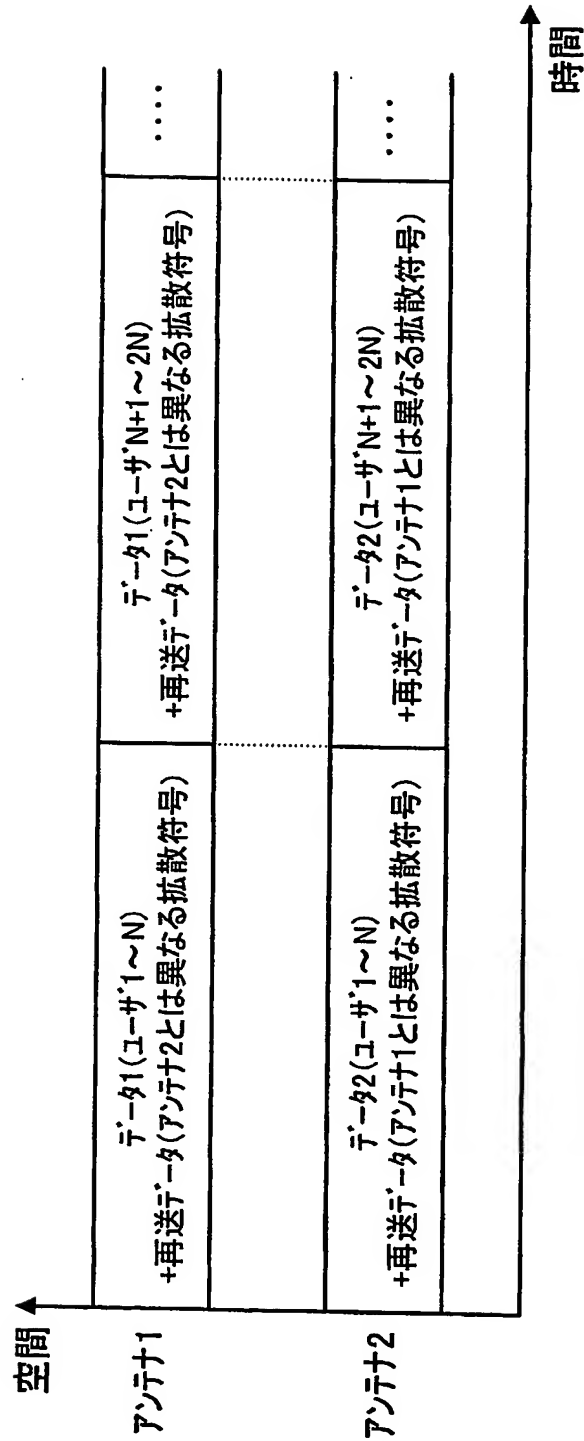 空間
アンテナ1
データ1(ユーザ1~N)
+再送データ(アンテナ2とは異なる拡散符号)
データ1(ユーザN+1~2N)
+再送データ(アンテナ2とは異なる拡散符号)
‥‥
アンテナ2
データ2(ユーザ1~N)
+再送データ(アンテナ1とは異なる拡散符号)
データ2(ユーザN+1~2N)
+再送データ(アンテナ1とは異なる拡散符号)
‥‥
時間